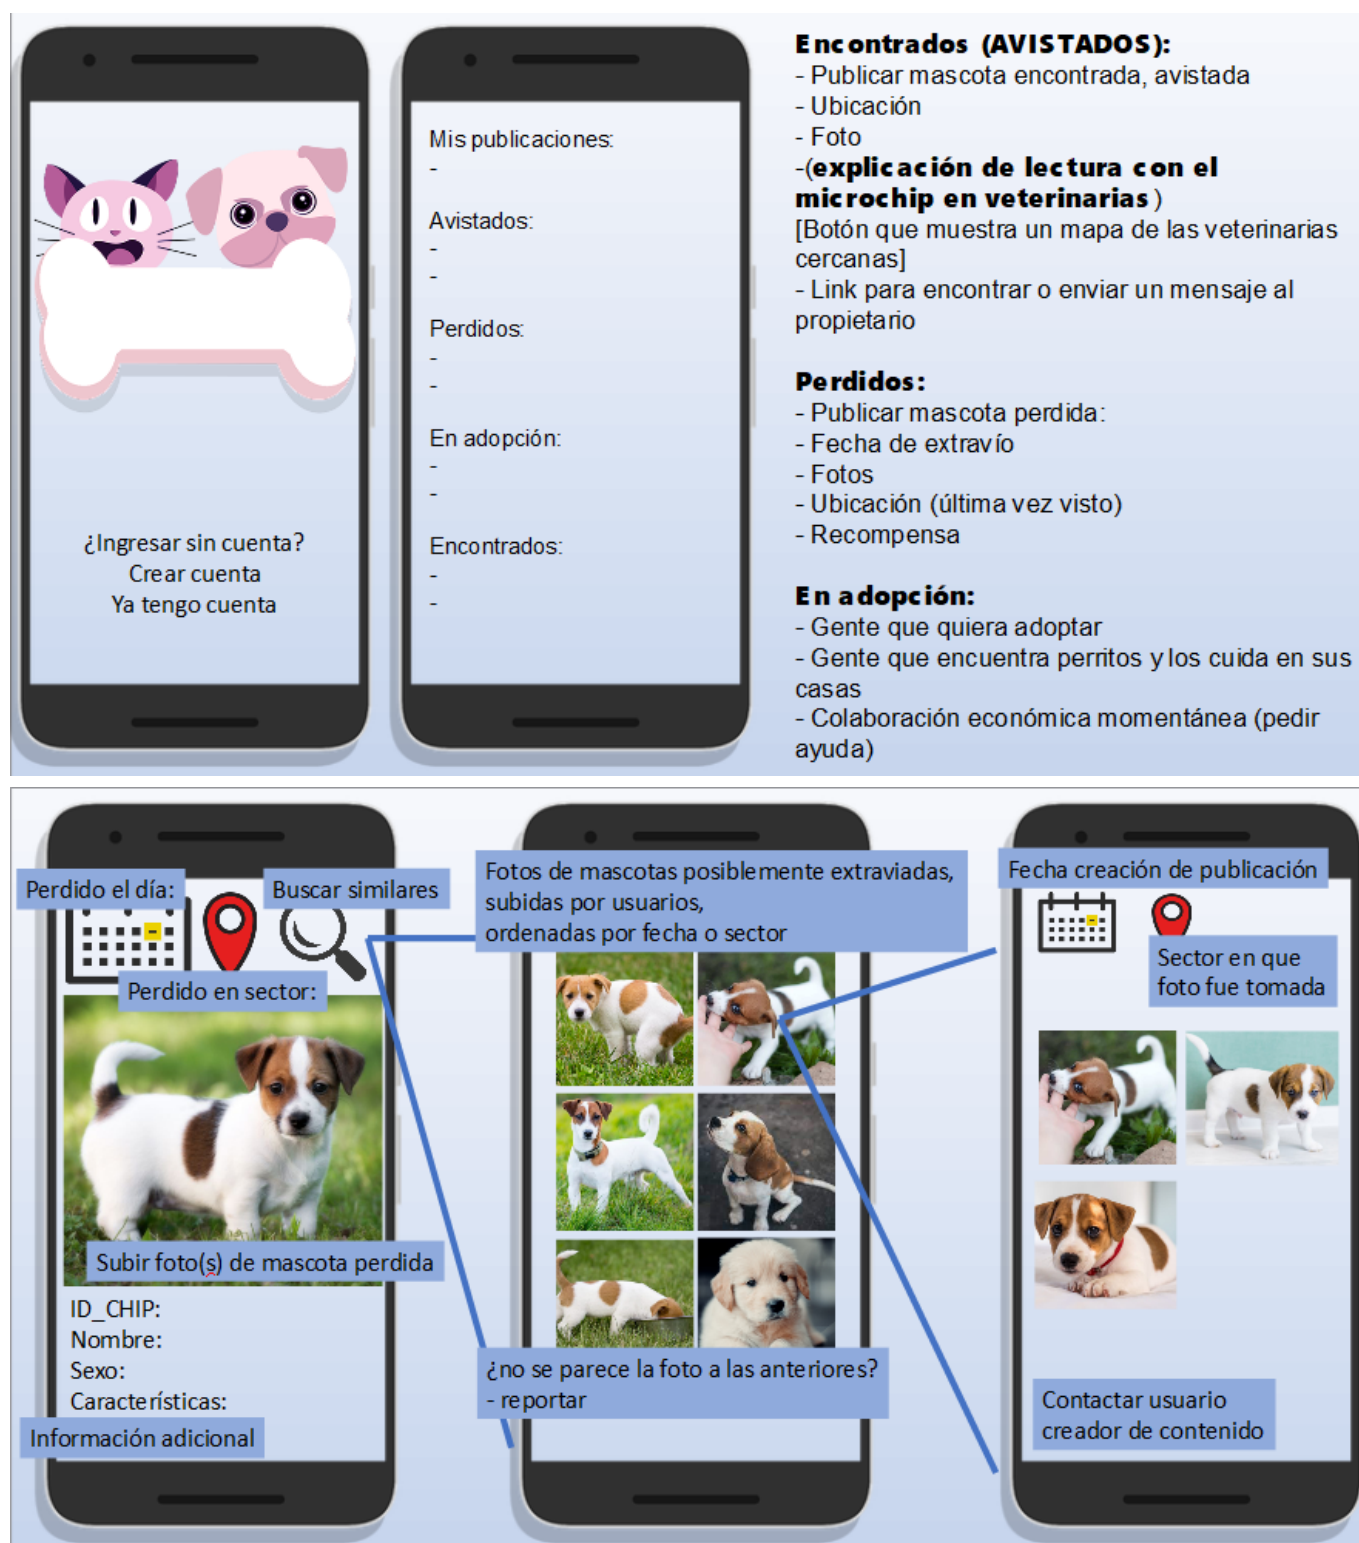 ¿Ingresar sin cuenta?
Crear cuenta
Ya tengo cuenta
Mis publicaciones:
-
Avistados:
-
-
Perdidos:
-
-
En adopción:
-
-
Encontrados:
-
-
Encontrados (AVISTADOS):
- Publicar mascota encontrada, avistada
- Ubicación
- Foto
-(explicación de lectura con el
microchip en veterinarias)
[Botón que muestra un mapa de las veterinarias
cercanas]
- Link para encontrar o enviar un mensaje al
propietario
Perdidos:
- Publicar mascota perdida:
- Fecha de extravío
- Fotos
- Ubicación (última vez visto)
- Recompensa
En adopción:
- Gente que quiera adoptar
- Gente que encuentra perritos y los cuida en sus
casas
- Colaboración económica momentánea (pedir
ayuda)
Perdido el día:
Buscar similares
Perdido en sector:
Subir foto(s) de mascota perdida
ID_CHIP:
Nombre:
Sexo:
Características:
Información adicional
Fotos de mascotas posiblemente extraviadas,
subidas por usuarios,
ordenadas por fecha o sector
¿no se parece la foto a las anteriores?
- reportar
Fecha creación de publicación
Sector en que
foto fue tomada
Contactar usuario
creador de contenido